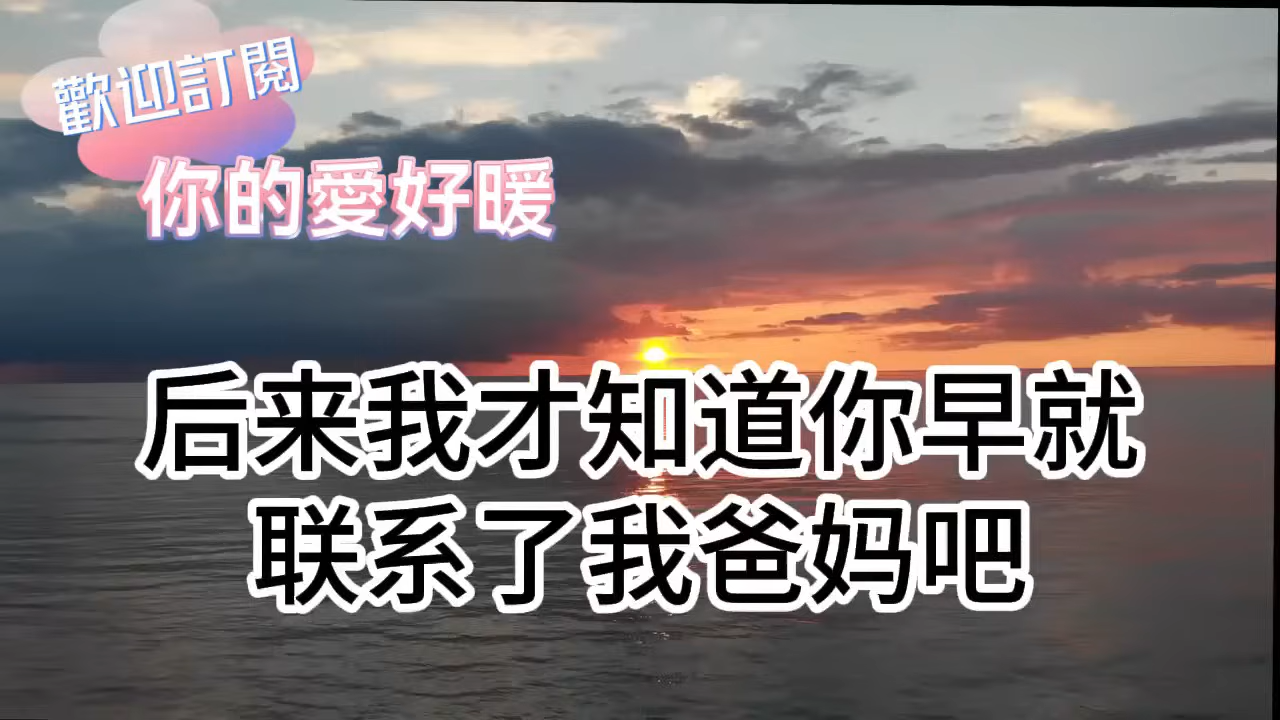 歡迎訂閱
你的愛好暖
后来我才知道你早就
联系了我爸妈吧